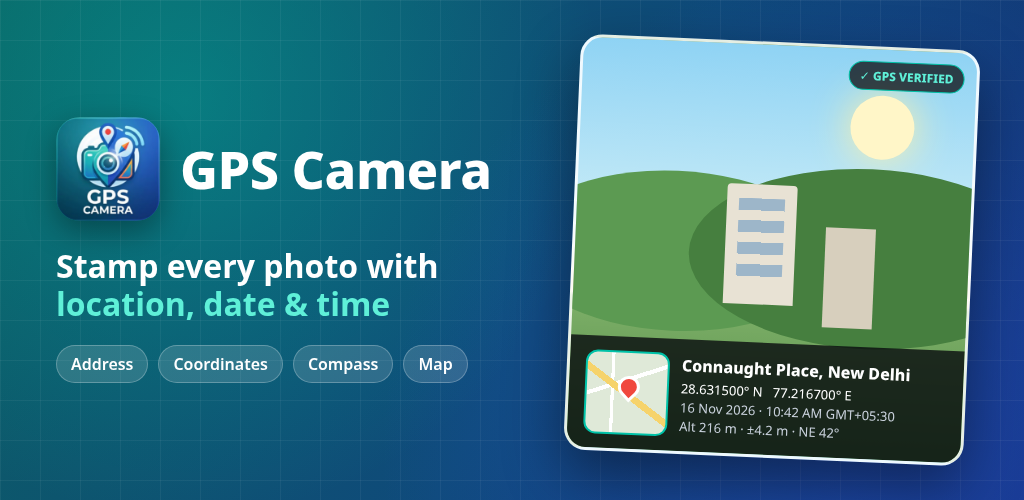 GPS
CAMERA
GPS Camera
Stamp every photo with
location, date & time
Address
Coordinates
Compass
Map
✓ GPS VERIFIED
Connaught Place, New Delhi
28.631500° N 77.216700° E
16 Nov 2026 · 10:42 AM GMT+05:30
Alt 216 m · ±4.2 m · NE 42°